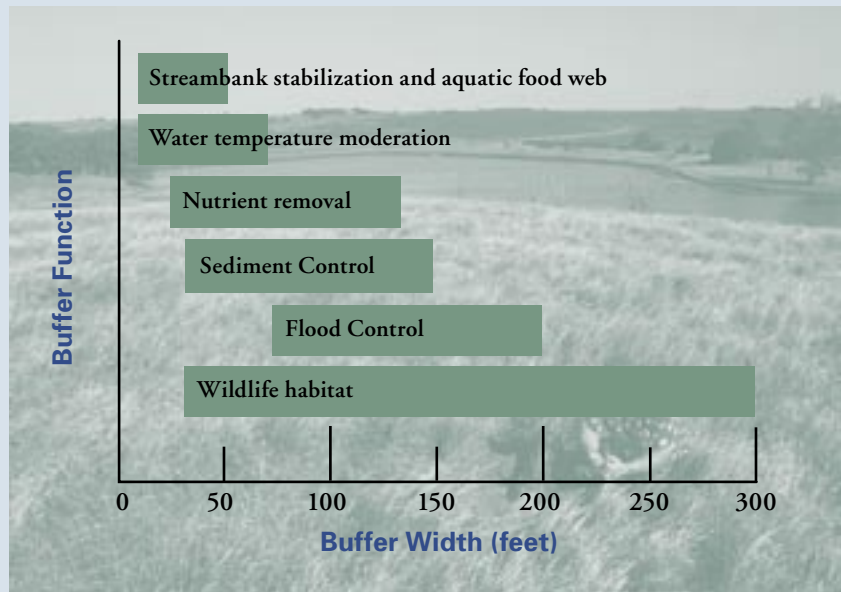 Streambank stabilization and aquatic food web
Water temperature moderation
Nutrient removal
Sediment Control
Flood Control
Wildlife habitat
Buffer Function
0 50 100 150 200 250 300
Buffer Width (feet)